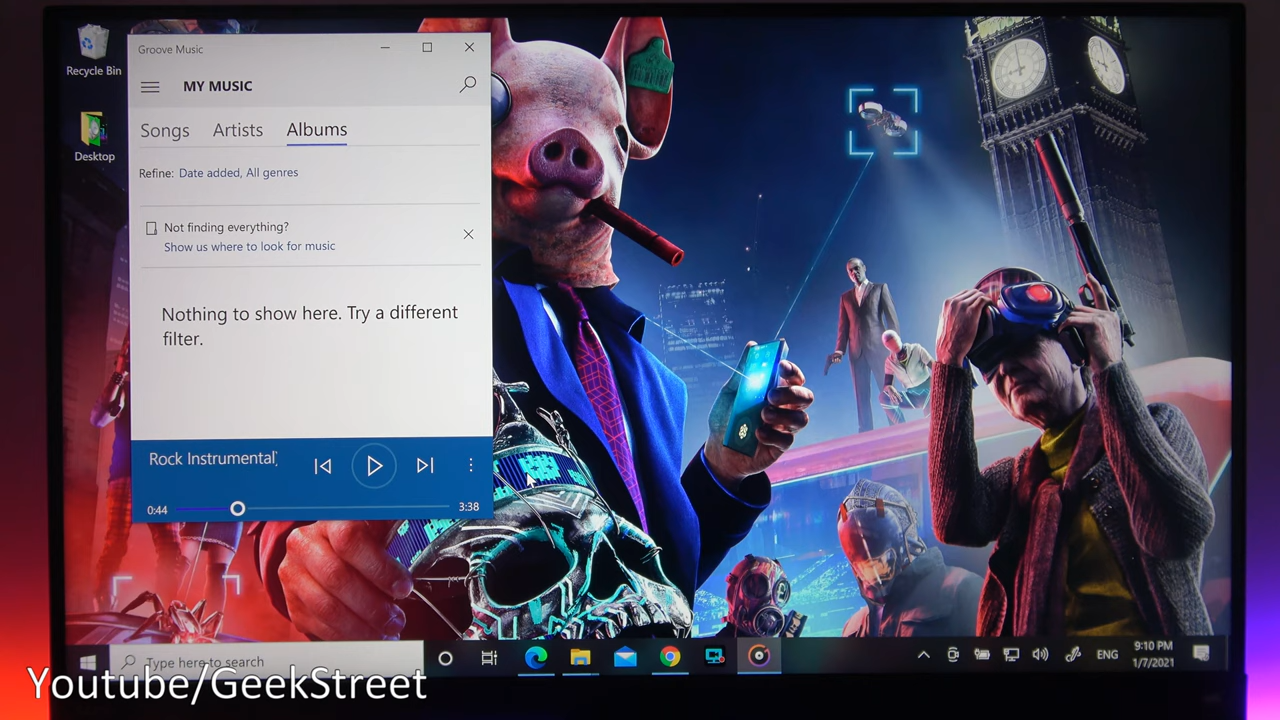 Recycle Bin
Desktop
Groove Music
MY MUSIC
Songs Artists Albums
Refine: Date added, All genres
Not finding everything?
Show us where to look for music
Nothing to show here. Try a different
filter.
Rock Instrumental
0:44
3:38
Type here to search
ENG
9:10 PM
1/7/2021
Youtube/GeekStreet